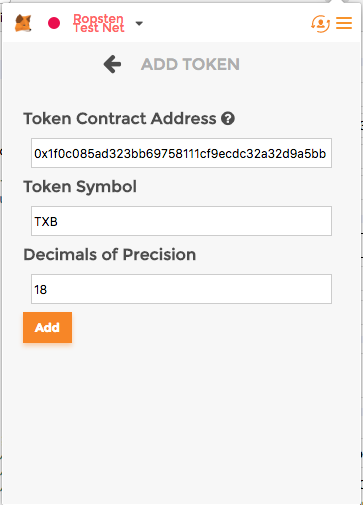 Ropsten
Test Net
ADD TOKEN
Token Contract Address ?
0x1f0c085ad323bb69758111cf9ecdc32a32d9a5bb
Token Symbol
TXB
Decimals of Precision
18
Add